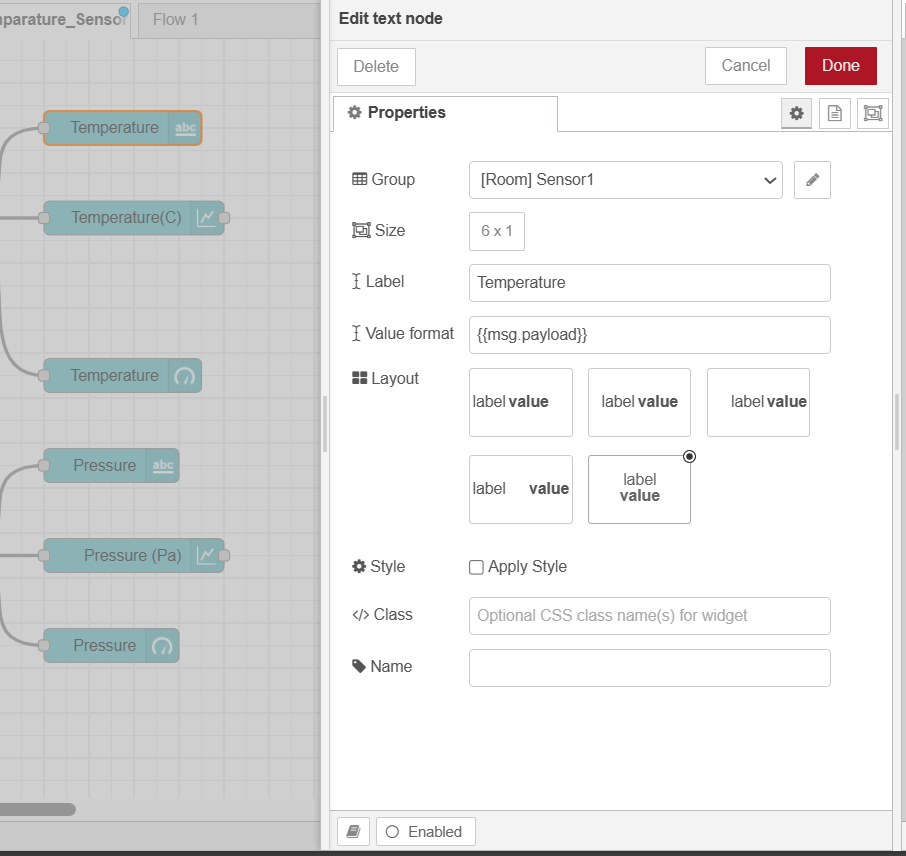 mparature_Sensor
Flow 1
Temperature abc
Temperature(C)
Temperature
Pressure abc
Pressure (Pa)
Pressure
Edit text node
Delete
Cancel
Done
Properties
Group
[Room] Sensor1
Size
6 x 1
Label
Temperature
Value format
{{msg.payload}}
Layout
label value
label value
label value
label value
label
value
Style
Apply Style
</> Class
Optional CSS class name(s) for widget
Name
Enabled